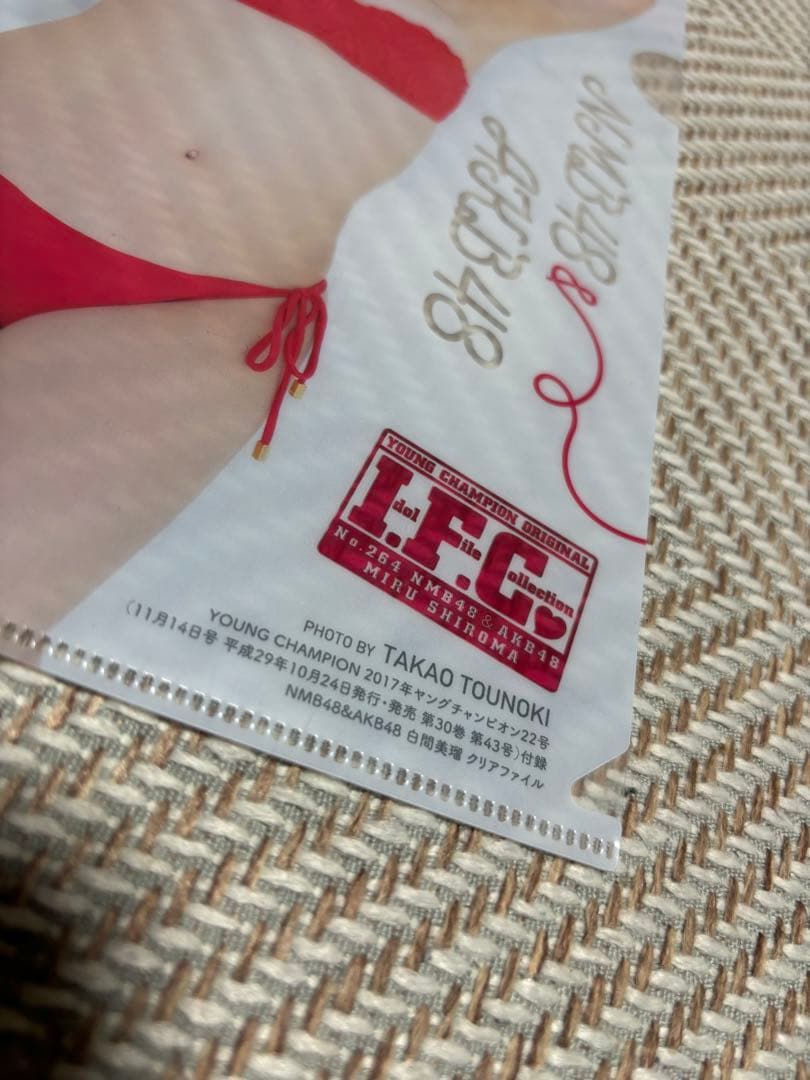 NMB48
&
AKB48
YOUNG CHAMPION ORIGINAL
I.F.C.
Idol File Collection
No.264 NMB48 & AKB48
MIRU SHIROMA
PHOTO BY TAKAO TOUNOKI
YOUNG CHAMPION 2017年ヤングチャンピオン22号
(11月14日号 平成29年10月24日発行・発売 第30巻 第43号)付録
NMB48&AKB48 白間美瑠 クリアファイル